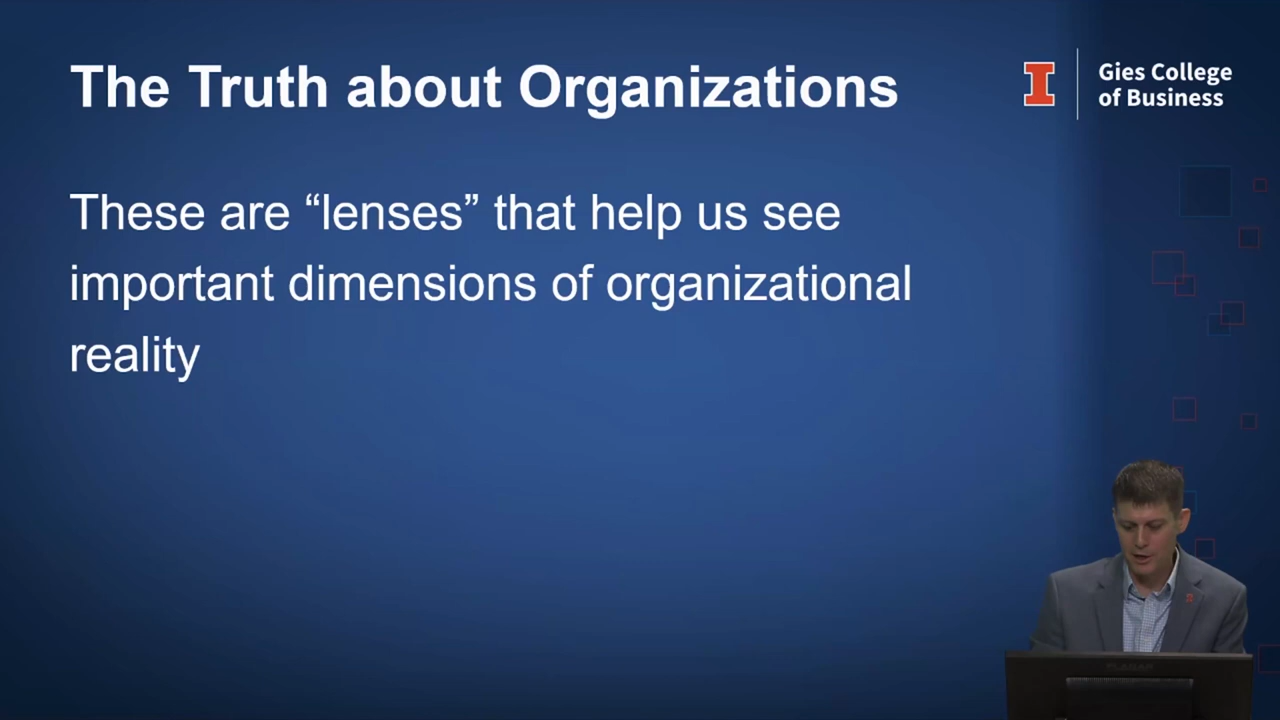 The Truth about Organizations
Gies College
of Business
These are “lenses” that help us see
important dimensions of organizational
reality
PLANAR